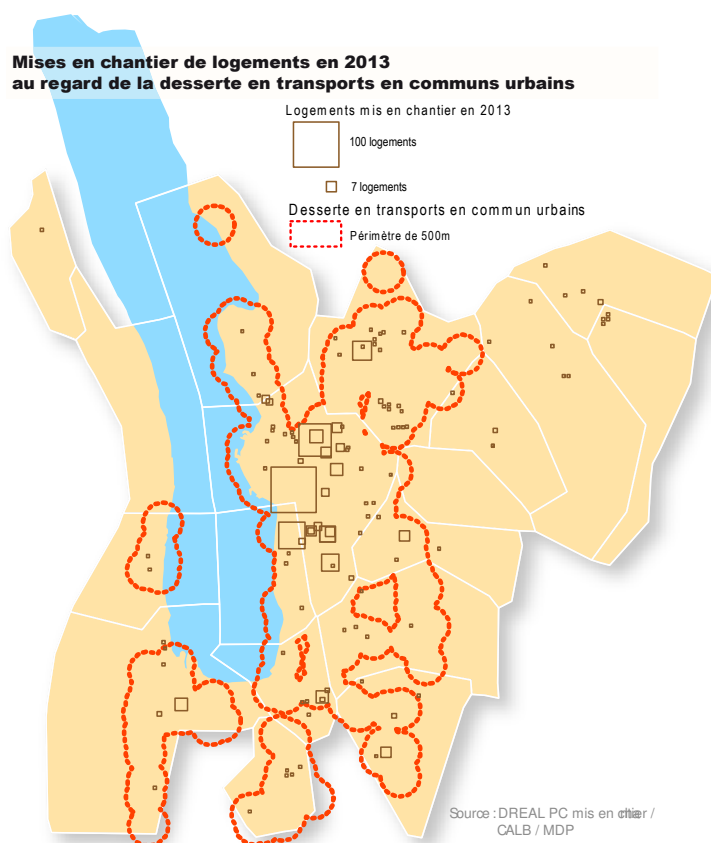 Mises en chantier de logements en 2013
au regard de la desserte en transports en communs urbains
Logements mis en chantier en 2013
100 logements
7 logements
Desserte en transports en commun urbains
Périmètre de 500m
Source : DREAL PC mis en /
CALB / MDP